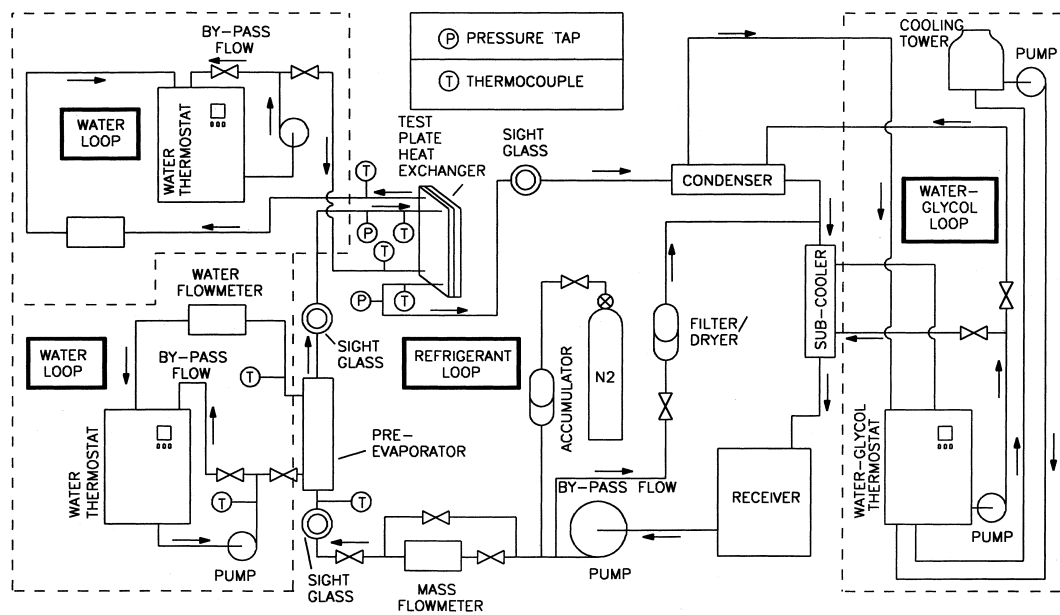 BY-PASS
FLOW
WATER
LOOP
WATER
THERMOSTAT
P PRESSURE TAP
T THERMOCOUPLE
TEST
PLATE
HEAT
EXCHANGER
SIGHT
GLASS
CONDENSER
COOLING
TOWER
PUMP
WATER-
GLYCOL
LOOP
T
P
T
T
P
T
WATER
FLOWMETER
SIGHT
GLASS
WATER
LOOP
BY-PASS
FLOW
T
REFRIGERANT
LOOP
ACCUMULATOR
N2
FILTER/
DRYER
SUB-COOLER
WATER
THERMOSTAT
PRE-
EVAPORATOR
T
T
PUMP
SIGHT
GLASS
MASS
FLOWMETER
BY-PASS FLOW
PUMP
RECEIVER
WATER-GLYCOL
THERMOSTAT
PUMP